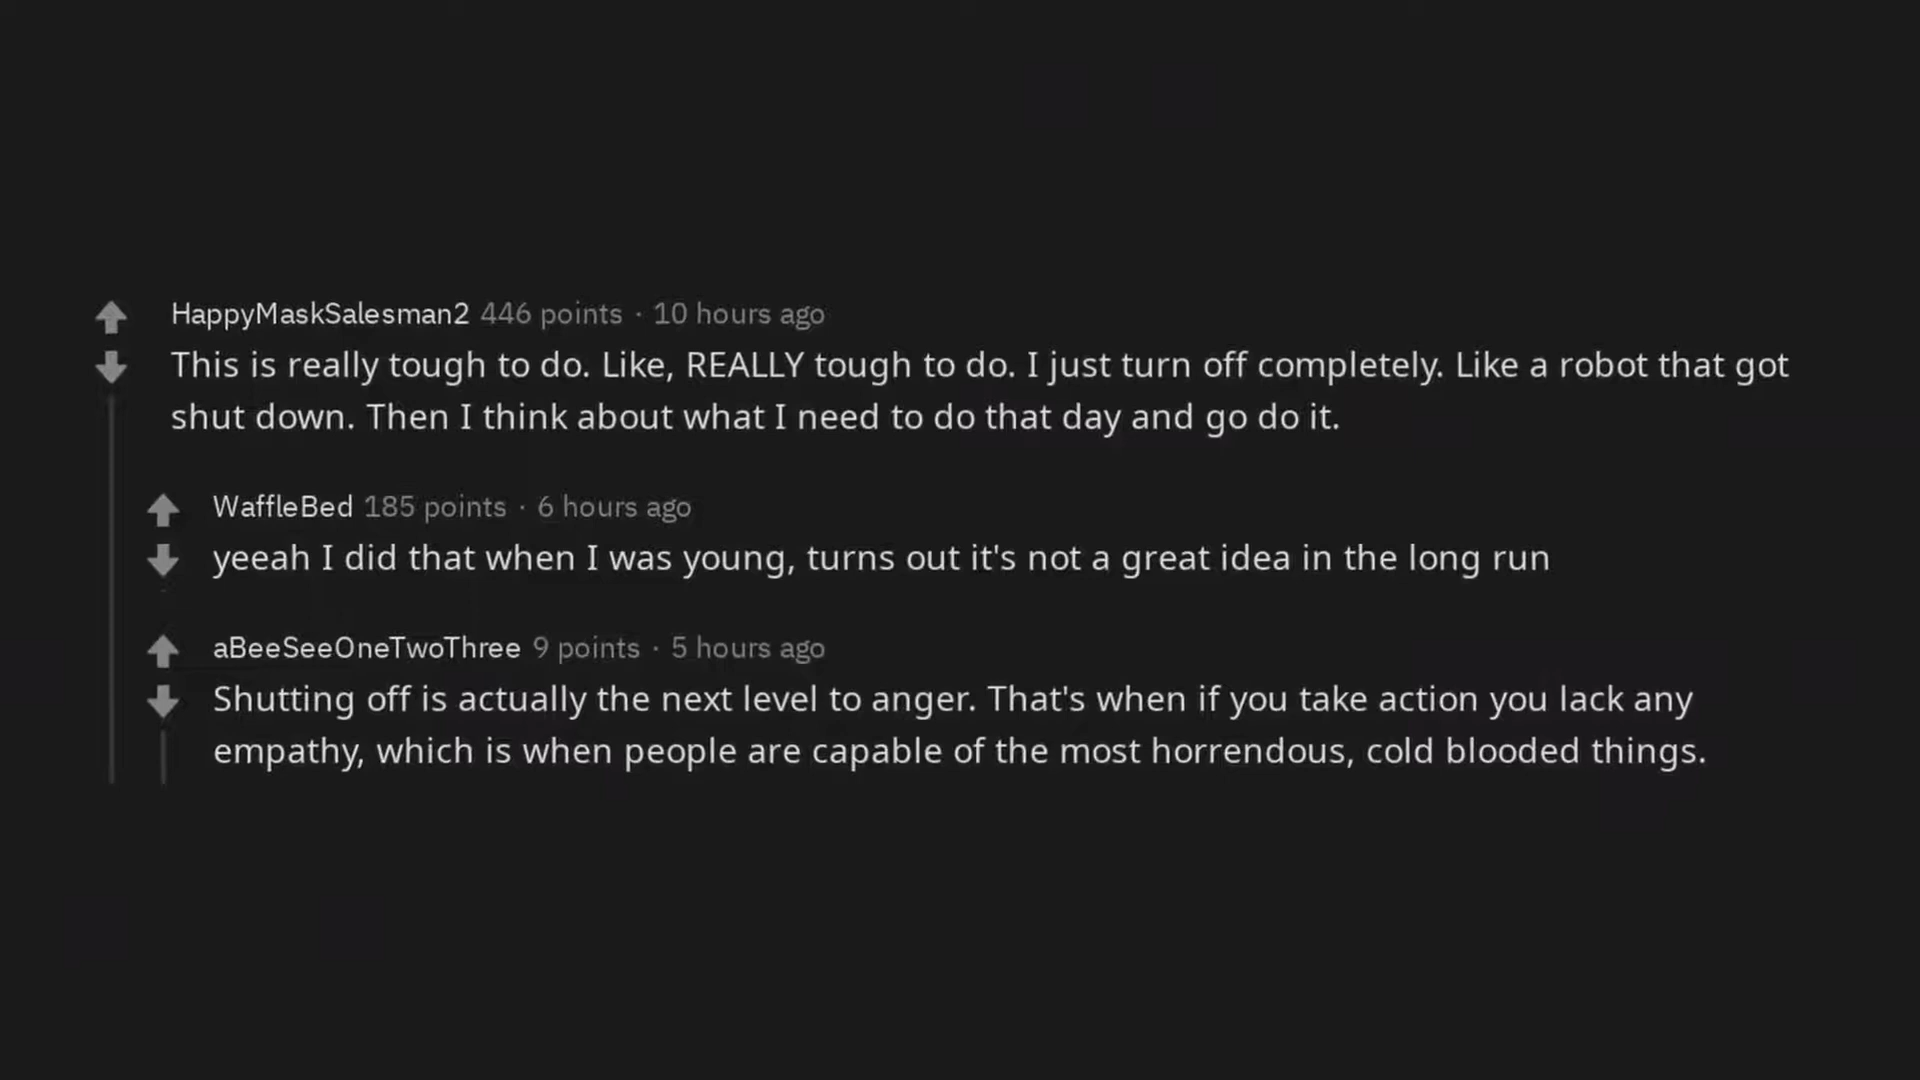 HappyMaskSalesman2 446 points · 10 hours ago
This is really tough to do. Like, REALLY tough to do. I just turn off completely. Like a robot that got
shut down. Then I think about what I need to do that day and go do it.
WaffleBed 185 points · 6 hours ago
yeeah I did that when I was young, turns out it's not a great idea in the long run
aBeeSeeOneTwoThree 9 points · 5 hours ago
Shutting off is actually the next level to anger. That's when if you take action you lack any
empathy, which is when people are capable of the most horrendous, cold blooded things.